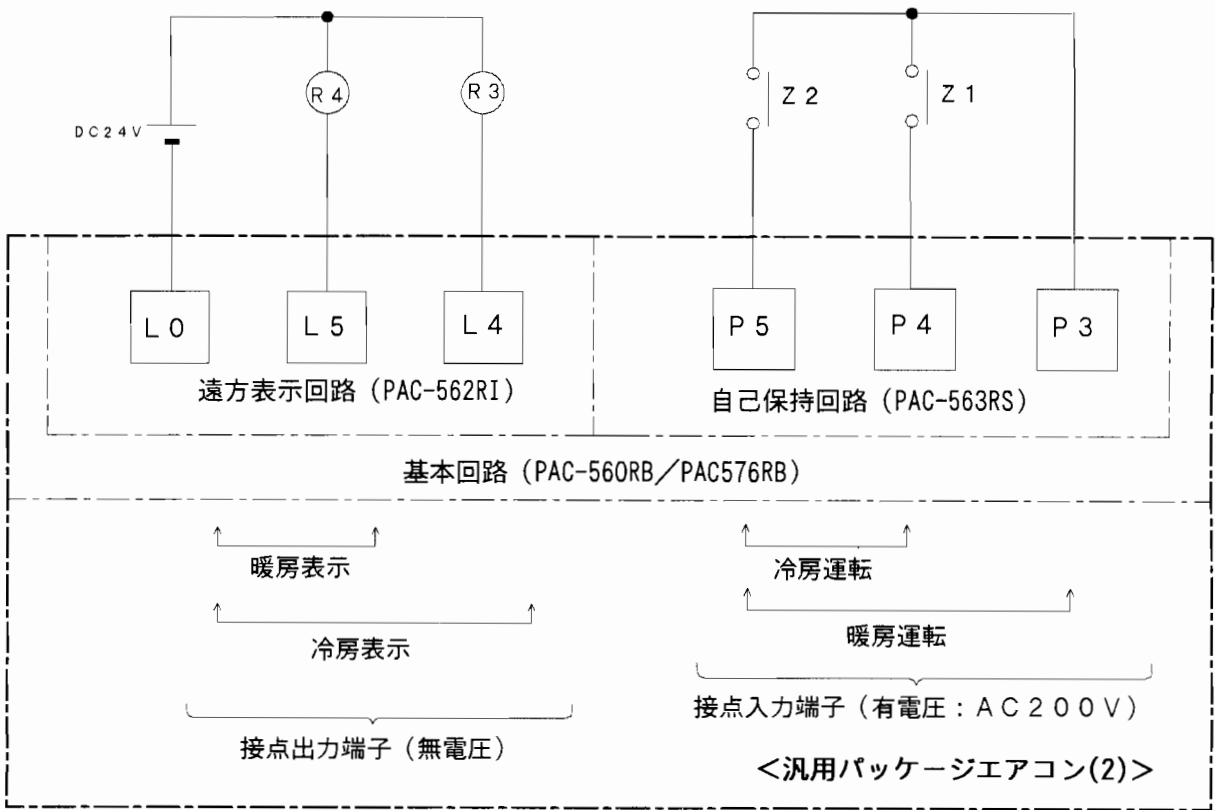 R4
R3
Z2
Z1
DC24V
L0
L5
L4
P5
P4
P3
遠方表示回路（PAC-562RI）
自己保持回路（PAC-563RS）
基本回路（PAC-560RB／PAC576RB）
暖房表示
冷房運転
冷房表示
暖房運転
接点入力端子（有電圧：AC200V）
接点出力端子（無電圧）
＜汎用パッケージエアコン(2)＞